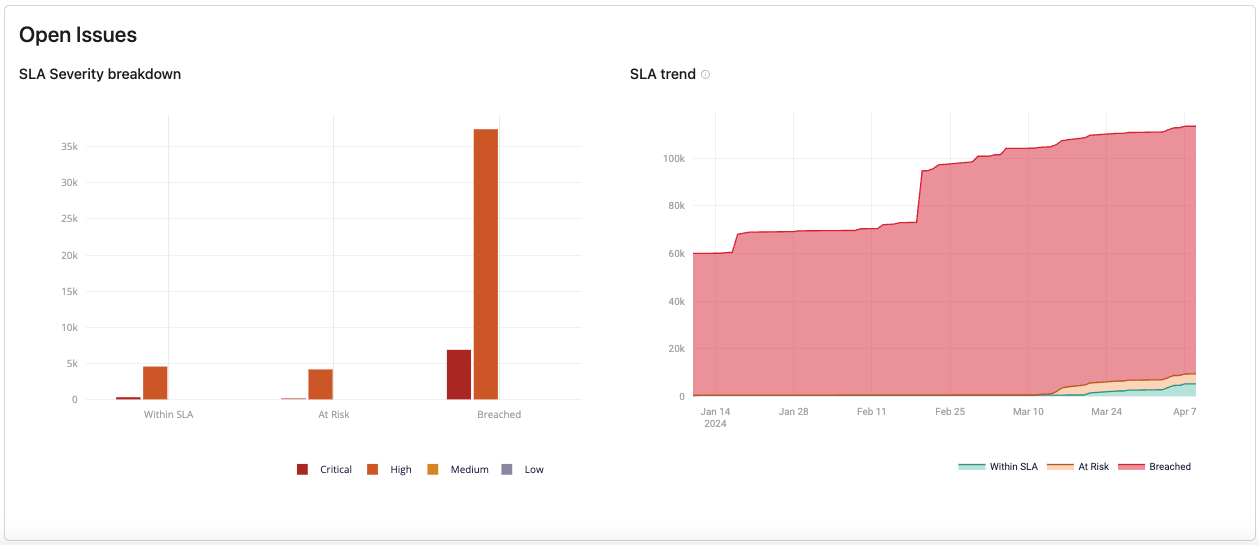 Open Issues
SLA Severity breakdown
35k
30k
25k
20k
15k
10k
5k
0
Within SLA At Risk Breached
Critical High Medium Low
SLA trend
100k
80k
60k
40k
20k
0
Jan 14 Jan 28 Feb 11 Feb 25 Mar 10 Mar 24 Apr 7
2024
Within SLA At Risk Breached